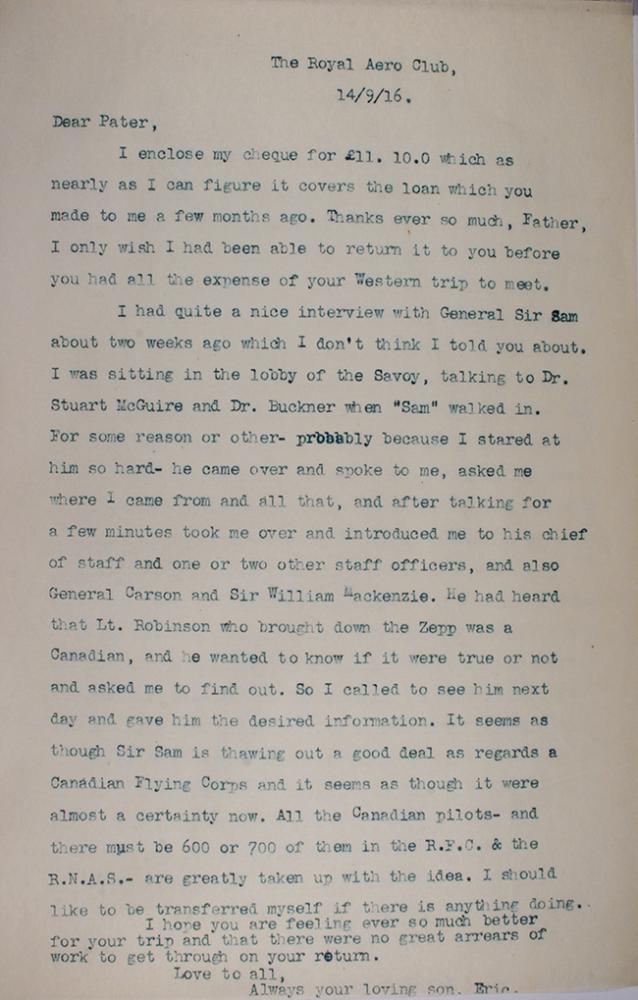 The Royal Aero Club,
14/9/16.
Dear Pater,
I enclose my cheque for £11. 10.0 which as
nearly as I can figure it covers the loan which you
made to me a few months ago. Thanks ever so much, Father,
I only wish I had been able to return it to you before
you had all the expense of your Western trip to meet.
I had quite a nice interview with General Sir Sam
about two weeks ago which I don't think I told you about.
I was sitting in the lobby of the Savoy, talking to Dr.
Stuart McGuire and Dr. Buckner when "Sam" walked in.
For some reason or other- prbbably because I stared at
him so hard- he came over and spoke to me, asked me
where I came from and all that, and after talking for
a few minutes took me over and introduced me to his chief
of staff and one or two other staff officers, and also
General Carson and Sir William Mackenzie. He had heard
that Lt. Robinson who brought down the Zepp was a
Canadian, and he wanted to know if it were true or not
and asked me to find out. So I called to see him next
day and gave him the desired information. It seems as
though Sir Sam is thawing out a good deal as regards a
Canadian Flying Corps and it seems as though it were
almost a certainty now. All the Canadian pilots- and
there must be 600 or 700 of them in the R.F.C. & the
R.N.A.S.- are greatly taken up with the idea. I should
like to be transferred myself if there is anything doing..
I hope you are feeling ever so much better
for your trip and that there were no great arrears of
work to get through on your return.
Love to all,
Always your loving son. Eric.